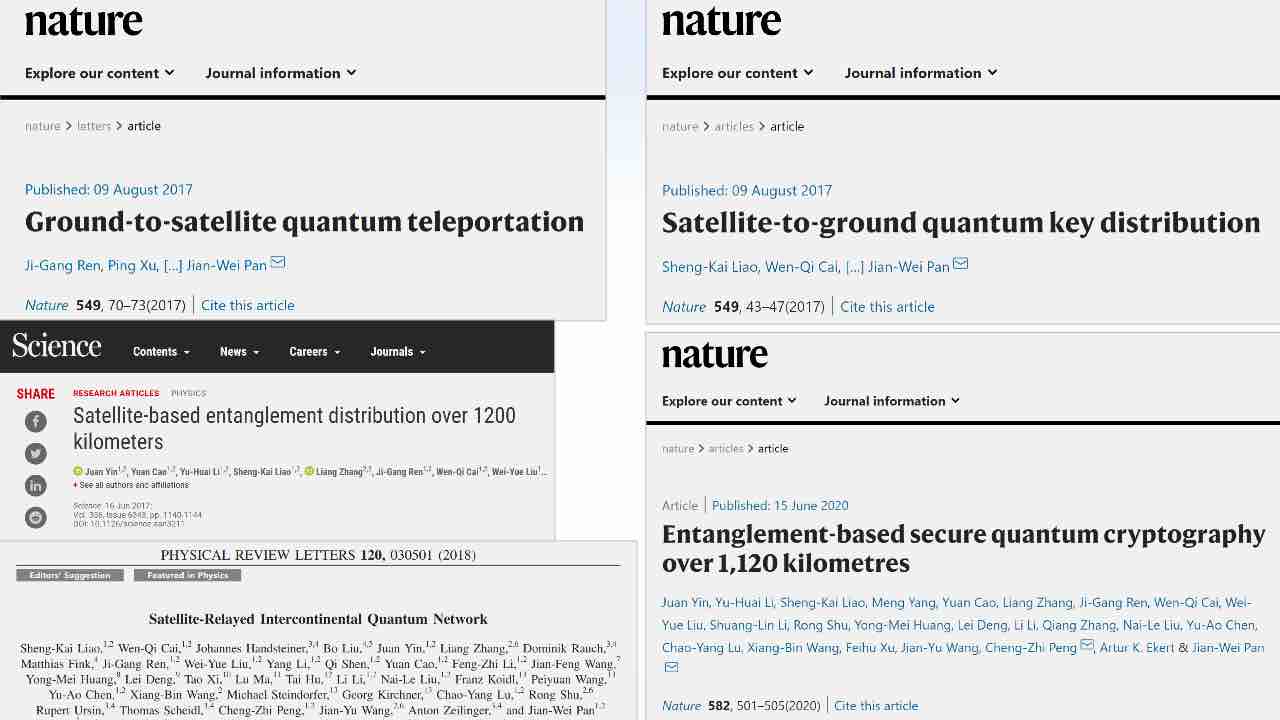 nature
Explore our content Journal information
nature > letters > article
Published: 09 August 2017
Ground-to-satellite quantum teleportation
Ji-Gang Ren, Ping Xu, [...] Jian-Wei Pan
Nature 549, 70–73(2017) | Cite this article
nature
Explore our content Journal information
nature > articles > article
Published: 09 August 2017
Satellite-to-ground quantum key distribution
Sheng-Kai Liao, Wen-Qi Cai, [...] Jian-Wei Pan
Nature 549, 43–47(2017) | Cite this article
Science Contents News Careers Journals
SHARE
RESEARCH ARTICLES PHYSICS
Satellite-based entanglement distribution over 1200
kilometers
Juan Yin1,2, Yuan Cao1,2, Yu-Huai Li1,2, Sheng-Kai Liao1,2, Liang Zhang2,3, Ji-Gang Ren1,2, Wen-Qi Cai1,2, Wei-Yue Liu1...
+ See all authors and affiliations
Science 16 Jun 2017:
Vol. 356, Issue 6343, pp. 1140-1144
DOI: 10.1126/science.aan3211
PHYSICAL REVIEW LETTERS 120, 030501 (2018)
Editors' Suggestion Featured in Physics
Satellite-Relayed Intercontinental Quantum Network
Sheng-Kai Liao,1,2 Wen-Qi Cai,1,2 Johannes Handsteiner,3,4 Bo Liu,4,5 Juan Yin,1,2 Liang Zhang,2,6 Dominik Rauch,3,4
Matthias Fink,4 Ji-Gang Ren,1,2 Wei-Yue Liu,1,2 Yang Li,1,2 Qi Shen,1,2 Yuan Cao,1,2 Feng-Zhi Li,1,2 Jian-Feng Wang,7
Yong-Mei Huang,8 Lei Deng,9 Tao Xi,10 Lu Ma,11 Tai Hu,12 Li Li,1,2 Nai-Le Liu,1,2 Franz Koidl,13 Peiyuan Wang,13
Yu-Ao Chen,1,2 Xiang-Bin Wang,2 Michael Steindorfer,13 Georg Kirchner,13 Chao-Yang Lu,1,2 Rong Shu,2,6
Rupert Ursin,3,4 Thomas Scheidl,3,4 Cheng-Zhi Peng,1,2 Jian-Yu Wang,2,6 Anton Zeilinger,3,4 and Jian-Wei Pan1,2
nature
Explore our content Journal information
nature > articles > article
Article | Published: 15 June 2020
Entanglement-based secure quantum cryptography
over 1,120 kilometres
Juan Yin, Yu-Huai Li, Sheng-Kai Liao, Meng Yang, Yuan Cao, Liang Zhang, Ji-Gang Ren, Wen-Qi Cai, Wei-
Yue Liu, Shuang-Lin Li, Rong Shu, Yong-Mei Huang, Lei Deng, Li Li, Qiang Zhang, Nai-Le Liu, Yu-Ao Chen,
Chao-Yang Lu, Xiang-Bin Wang, Feihu Xu, Jian-Yu Wang, Cheng-Zhi Peng, Artur K. Ekert & Jian-Wei Pan
Nature 582, 501–505(2020) | Cite this article